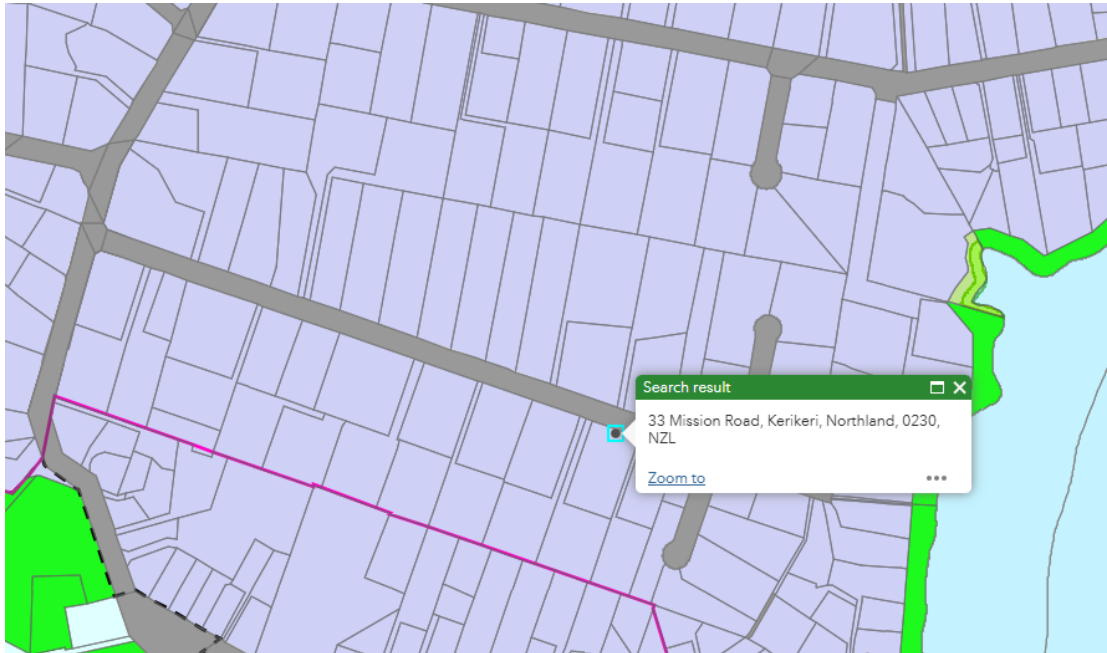 Search result
33 Mission Road, Kerikeri, Northland, 0230,
NZL
Zoom to